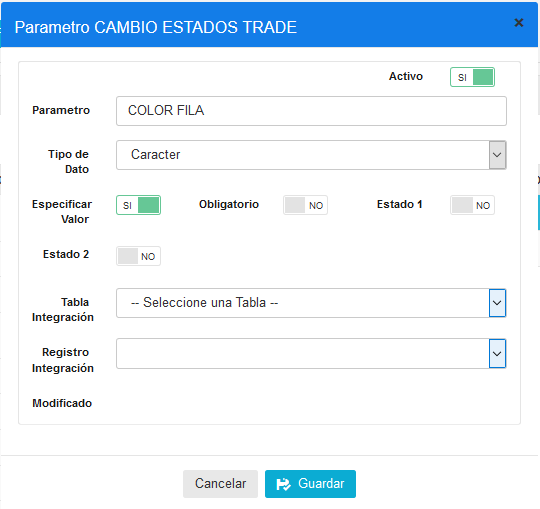 Parametro CAMBIO ESTADOS TRADE
×
Activo SI
Parametro COLOR FILA
Tipo de
Dato
Caracter
Especificar
Valor
SI
Obligatorio NO
Estado 1 NO
Estado 2 NO
Tabla
Integración
-- Seleccione una Tabla --
Registro
Integración
Modificado
Cancelar
Guardar